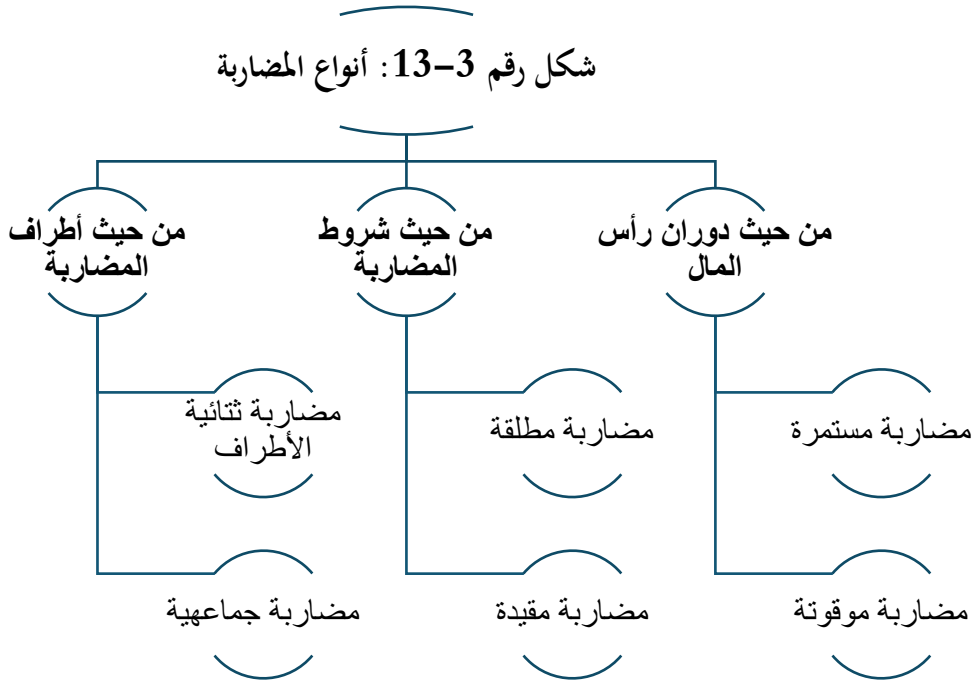 شكل رقم 3–13: أنواع المضاربة
من حيث دوران رأس
المال
من حيث شروط
المضاربة
من حيث أطراف
المضاربة
مضاربة مستمرة
مضاربة مطلقة
مضاربة ثتائية
الأطراف
مضاربة موقوتة
مضاربة مقيدة
مضاربة جماعهية